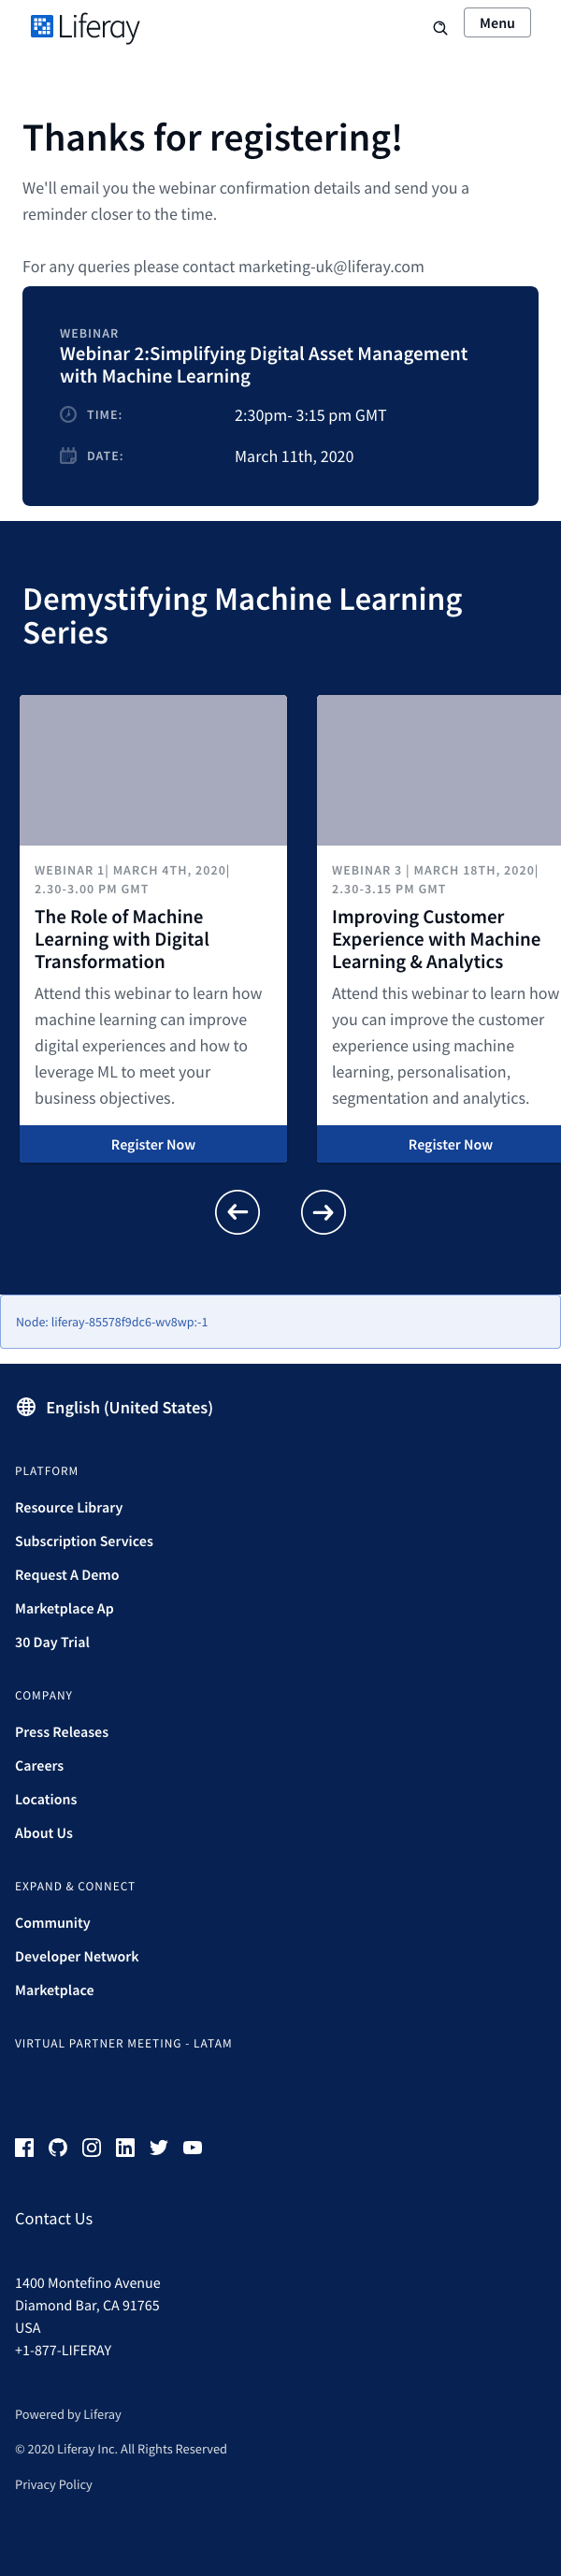 Liferay
Menu
Thanks for registering!
We'll email you the webinar confirmation details and send you a
reminder closer to the time.
For any queries please contact marketing-uk@liferay.com
WEBINAR
Webinar 2:Simplifying Digital Asset Management
with Machine Learning
TIME:
2:30pm- 3:15 pm GMT
DATE:
March 11th, 2020
Demystifying Machine Learning
Series
WEBINAR 1| MARCH 4TH, 2020|
2.30-3.00 PM GMT
The Role of Machine
Learning with Digital
Transformation
Attend this webinar to learn how
machine learning can improve
digital experiences and how to
leverage ML to meet your
business objectives.
Register Now
WEBINAR 3 | MARCH 18TH, 2020|
2.30-3.15 PM GMT
Improving Customer
Experience with Machine
Learning & Analytics
Attend this webinar to learn how
you can improve the customer
experience using machine
learning, personalisation,
segmentation and analytics.
Register Now
Node: liferay-85578f9dc6-wv8wp:-1
English (United States)
PLATFORM
Resource Library
Subscription Services
Request A Demo
Marketplace Ap
30 Day Trial
COMPANY
Press Releases
Careers
Locations
About Us
EXPAND & CONNECT
Community
Developer Network
Marketplace
VIRTUAL PARTNER MEETING - LATAM
Contact Us
1400 Montefino Avenue
Diamond Bar, CA 91765
USA
+1-877-LIFERAY
Powered by Liferay
© 2020 Liferay Inc. All Rights Reserved
Privacy Policy